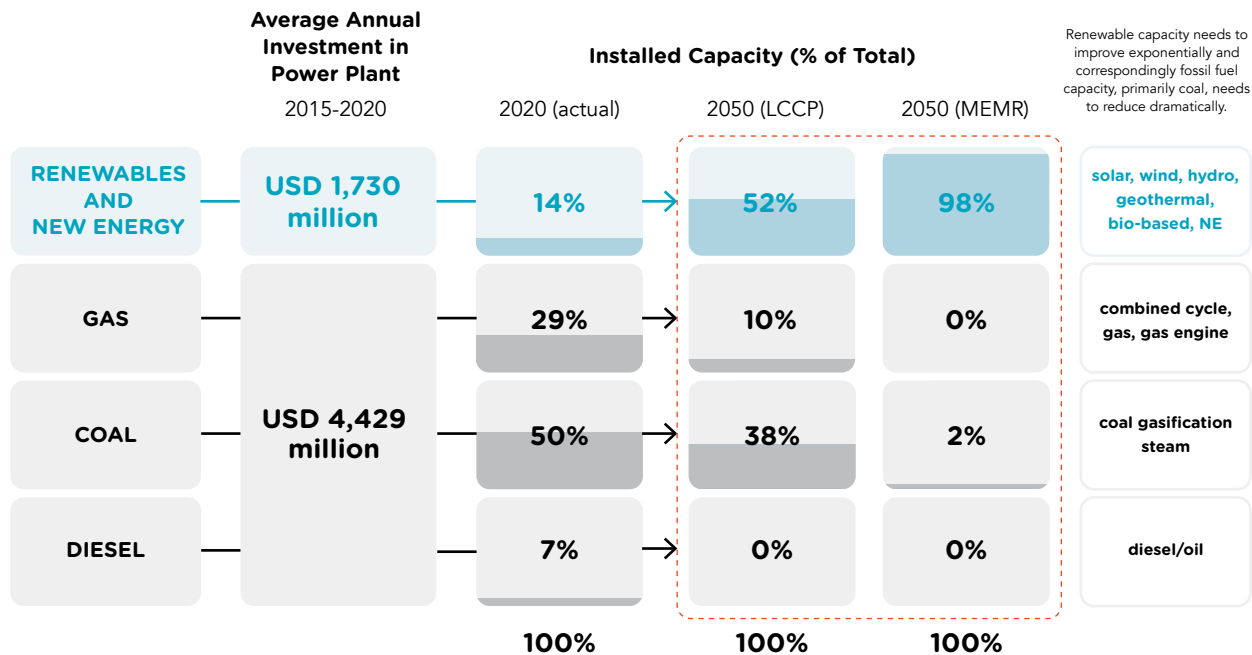 Average Annual
Investment in
Power Plant
2015-2020
Installed Capacity (% of Total)
2020 (actual)
2050 (LCCP)
2050 (MEMR)
Renewable capacity needs to
improve exponentially and
correspondingly fossil fuel
capacity, primarily coal, needs
to reduce dramatically.
RENEWABLES
AND
NEW ENERGY
USD 1,730
million
14%
52%
98%
solar, wind, hydro,
geothermal,
bio-based, NE
GAS
29%
10%
0%
combined cycle,
gas, gas engine
COAL
USD 4,429
million
50%
38%
2%
coal gasification
steam
DIESEL
7%
0%
0%
diesel/oil
100%
100%
100%